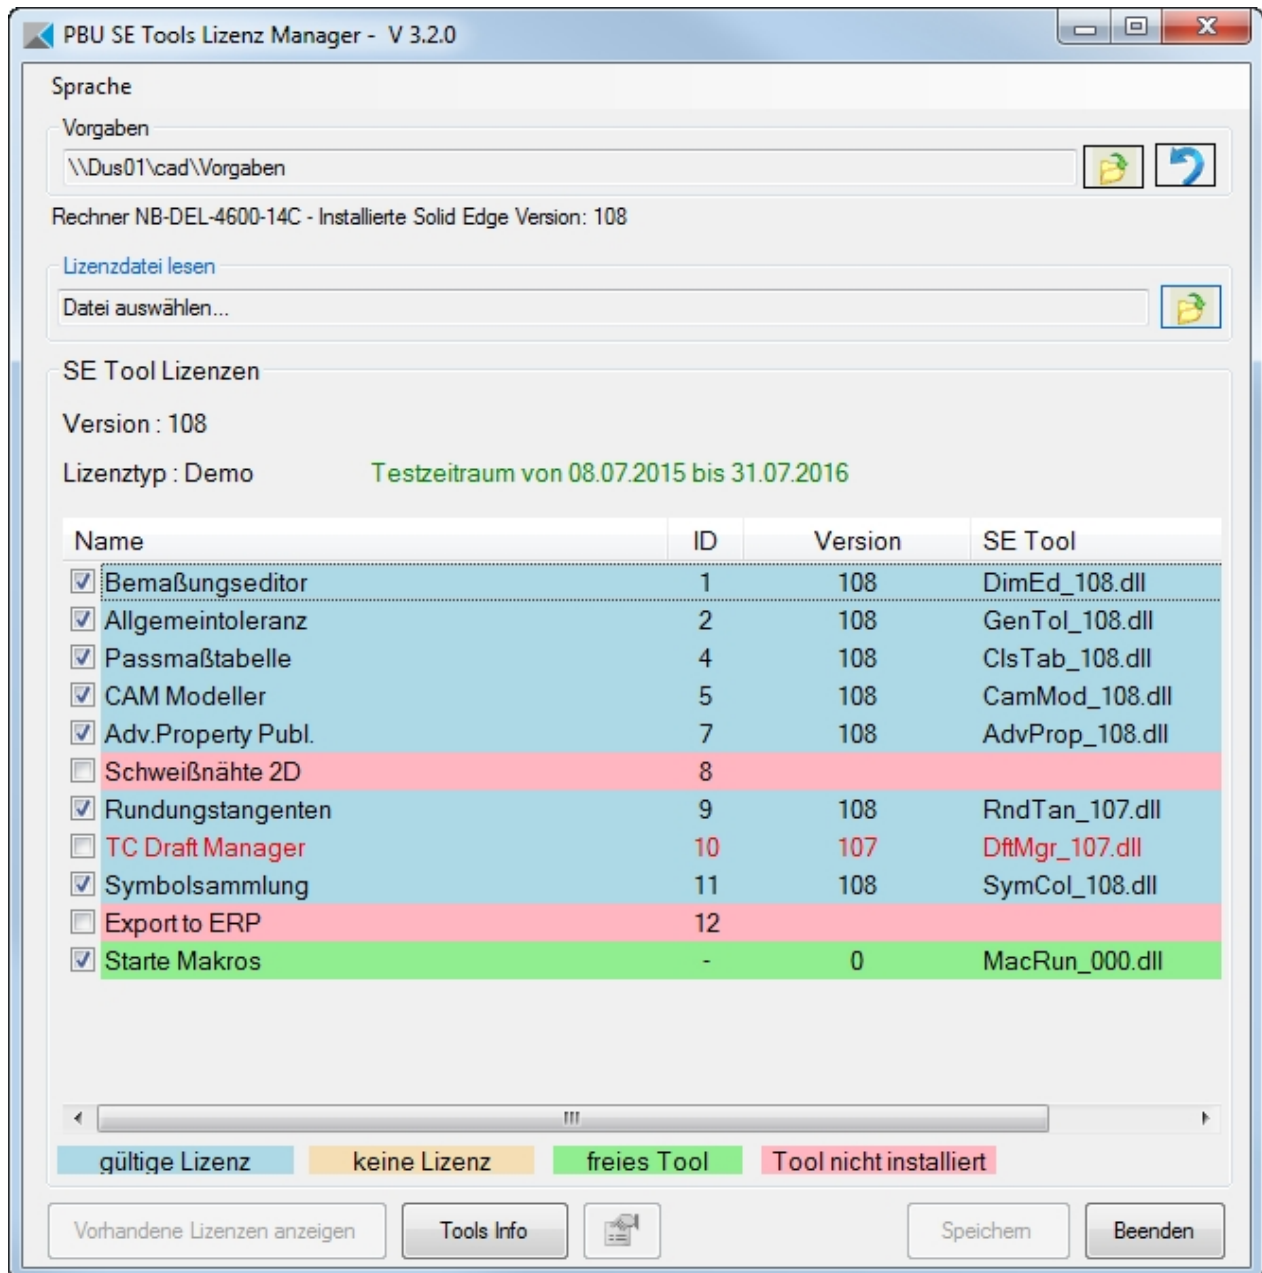 PBU SE Tools Lizenz Manager - V 3.2.0
Sprache
Vorgaben
\\Dus01\cad\Vorgaben
Rechner NB-DEL-4600-14C - Installierte Solid Edge Version: 108
Lizenzdatei lesen
Datei auswählen...
SE Tool Lizenzen
Version : 108
Lizenztyp : Demo Testzeitraum von 08.07.2015 bis 31.07.2016
Name ID Version SE Tool
Bemaßungseditor 1 108 DimEd_108.dll
Allgemeintoleranz 2 108 GenTol_108.dll
Passmaßtabelle 4 108 ClsTab_108.dll
CAM Modeller 5 108 CamMod_108.dll
Adv.Property Publ. 7 108 AdvProp_108.dll
Schweißnähte 2D 8
Rundungstangenten 9 108 RndTan_107.dll
TC Draft Manager 10 107 DftMgr_107.dll
Symbolsammlung 11 108 SymCol_108.dll
Export to ERP 12
Starte Makros - 0 MacRun_000.dll
gültige Lizenz keine Lizenz freies Tool Tool nicht installiert
Vorhandene Lizenzen anzeigen Tools Info Speichern Beenden